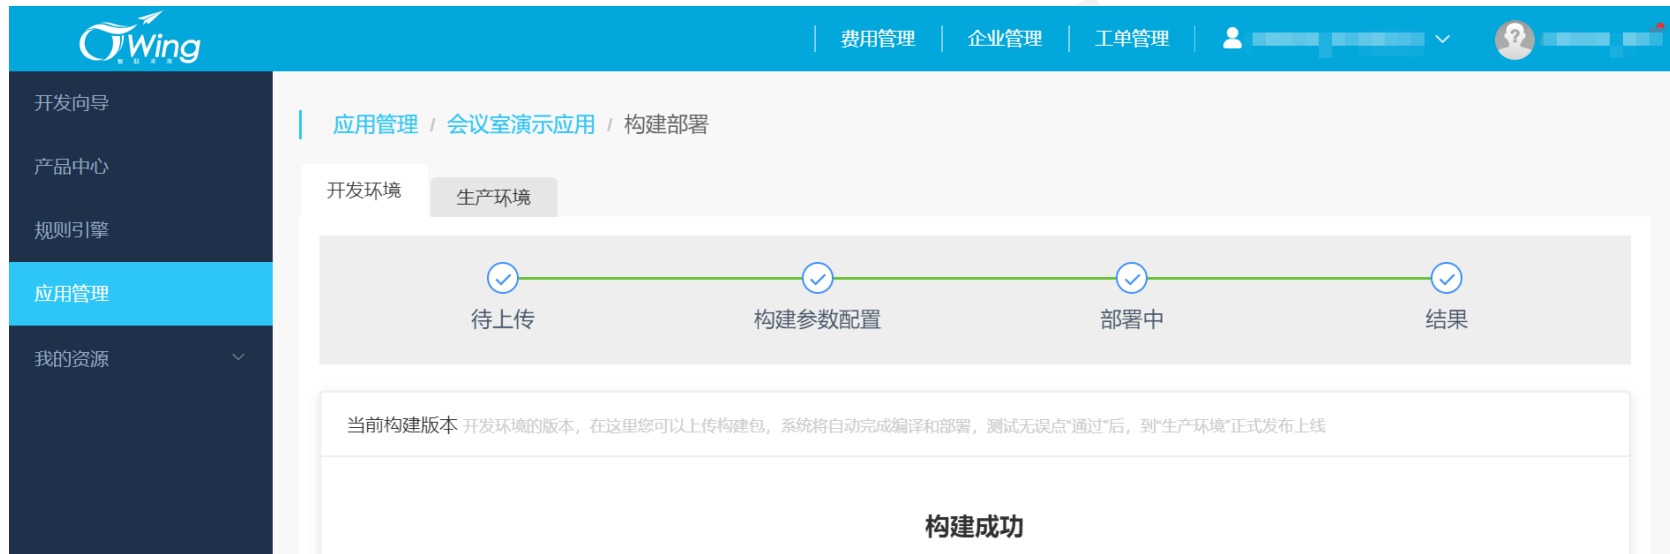 CTWing
智联未来
费用管理 企业管理 工单管理
开发向导
产品中心
规则引擎
应用管理
我的资源
应用管理 / 会议室演示应用 / 构建部署
开发环境 生产环境
待上传 构建参数配置 部署中 结果
当前构建版本 开发环境的版本，在这里您可以上传构建包，系统将自动完成编译和部署，测试无误点“通过”后，到“生产环境”正式发布上线
构建成功